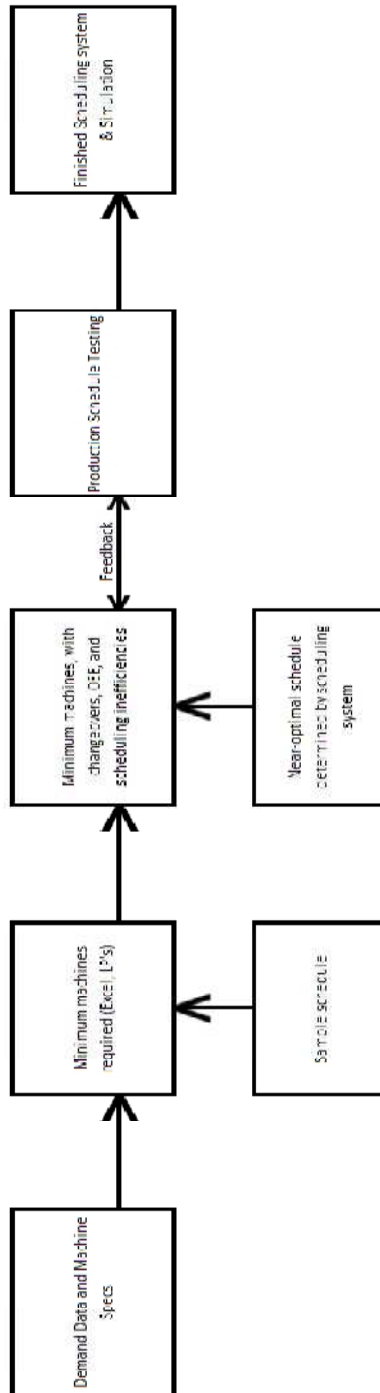 Demand Data and Machine
Specs
Minimum machines
required (Excel, LP's)
Sample schedule
Minimum machines, with
changeovers, OEE, and
scheduling inefficiencies
Near-optimal schedule
determined by scheduling
system
Feedback
Production Schedule Testing
Finished Scheduling system
& Simulation